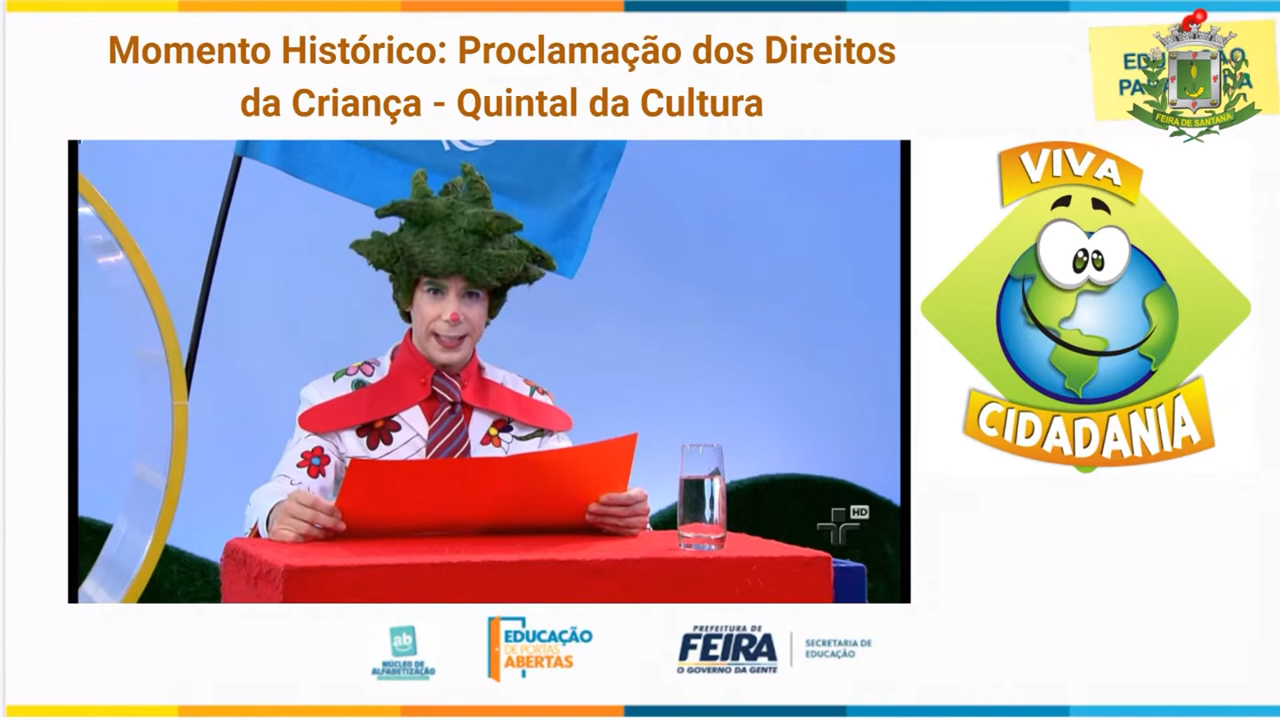 Momento Histórico: Proclamação dos Direitos
da Criança - Quintal da Cultura
FEIRA DE SANTANA
VIVA
CIDADANIA
HD
ab
NÚCLEO DE
ALFABETIZAÇÃO
EDUCAÇÃO
DE PORTAS
ABERTAS
PREFEITURA DE
FEIRA
O GOVERNO DA GENTE
SECRETARIA DE
EDUCAÇÃO